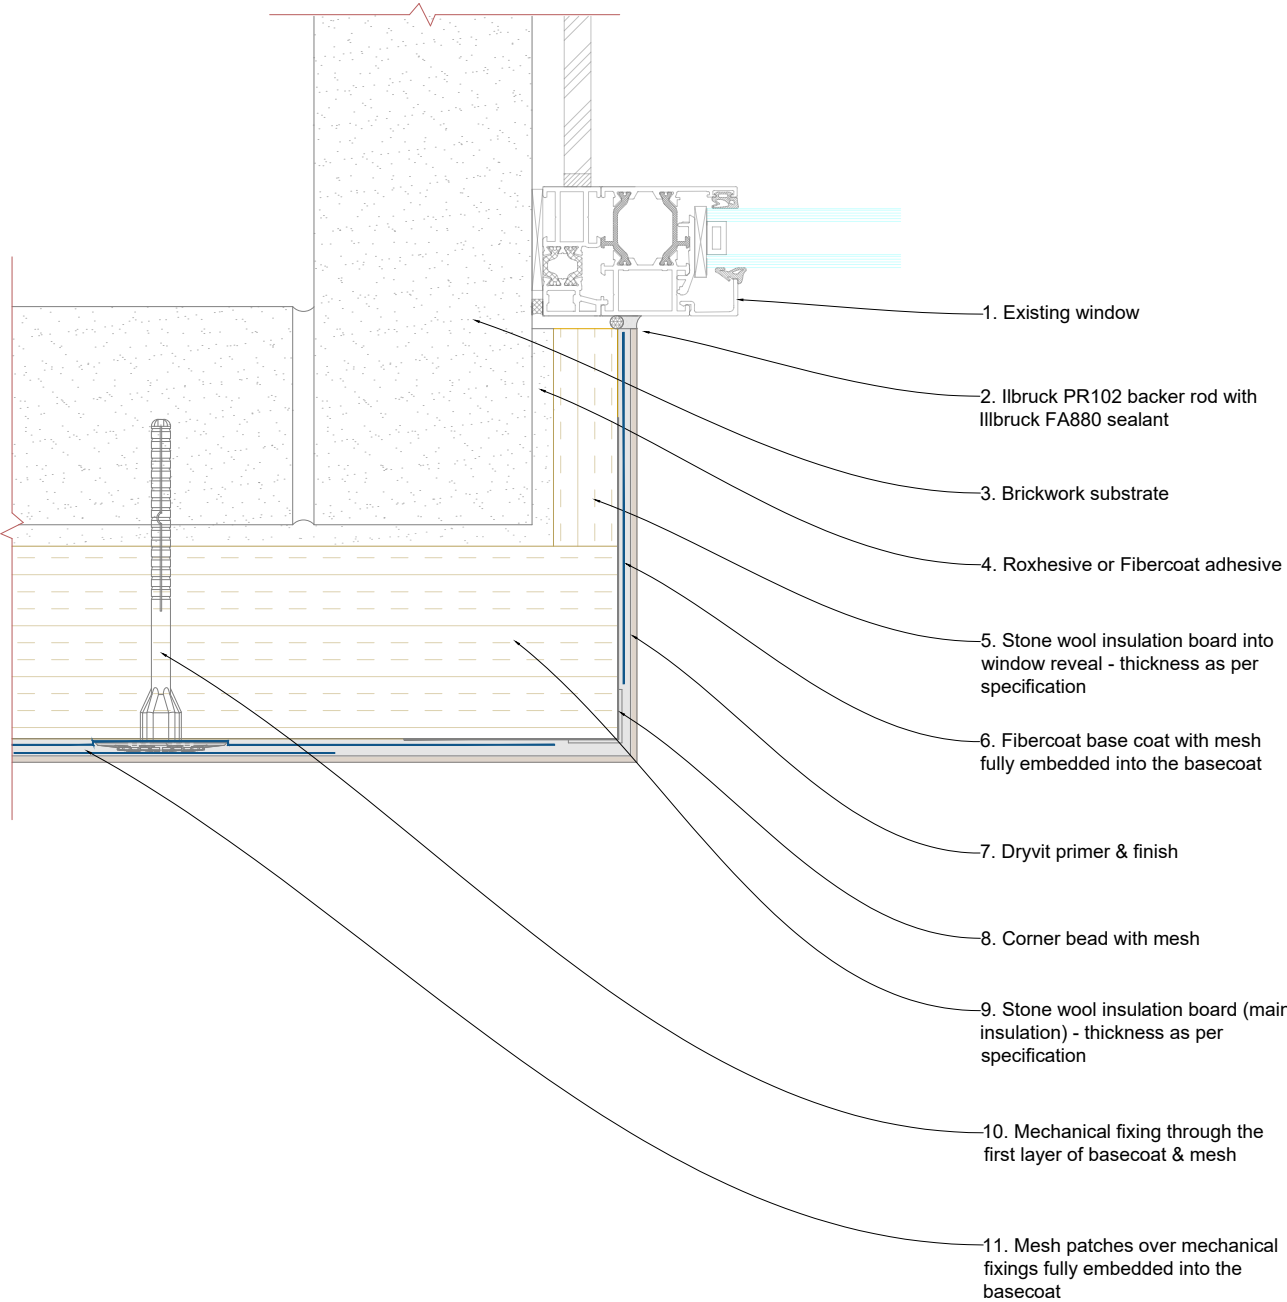 1. Existing window
2. Ilbruck PR102 backer rod with
Illbruck FA880 sealant
3. Brickwork substrate
4. Roxhesive or Fibercoat adhesive
5. Stone wool insulation board into
window reveal - thickness as per
specification
6. Fibercoat base coat with mesh
fully embedded into the basecoat
7. Dryvit primer & finish
8. Corner bead with mesh
9. Stone wool insulation board (main
insulation) - thickness as per
specification
10. Mechanical fixing through the
first layer of basecoat & mesh
11. Mesh patches over mechanical
fixings fully embedded into the
basecoat